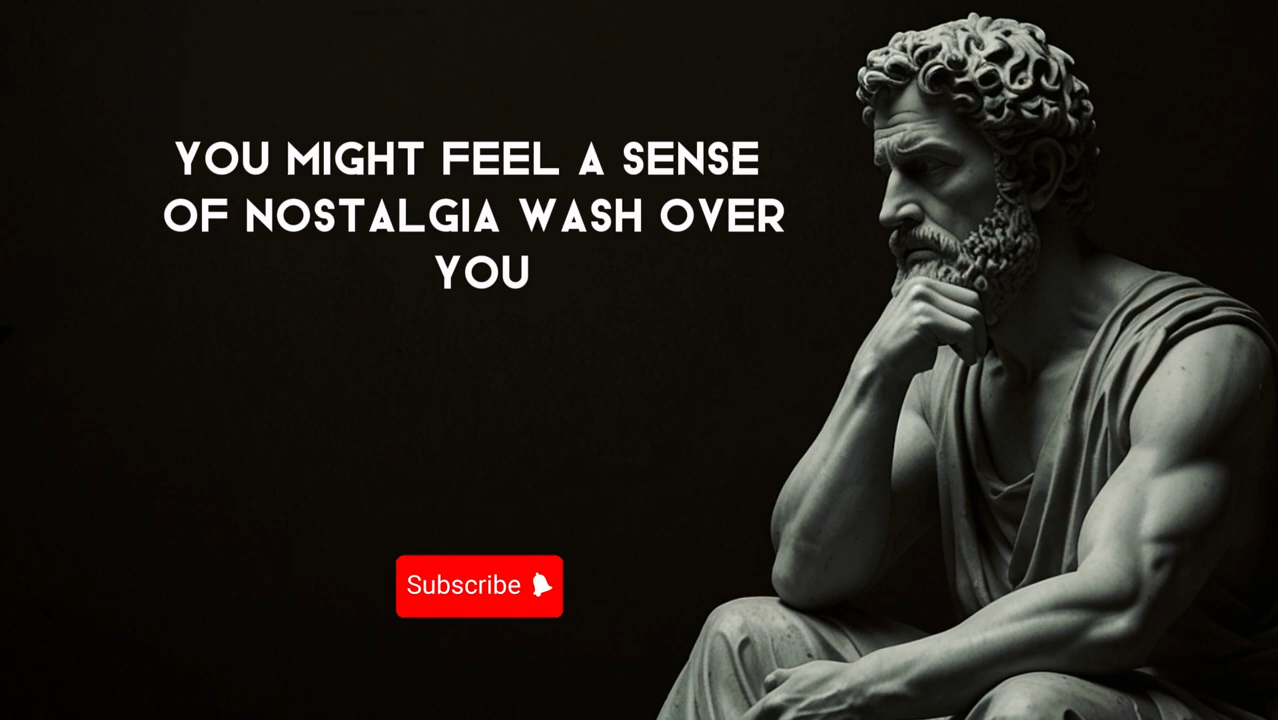 YOU MIGHT FEEL A SENSE
OF NOSTALGIA WASH OVER
YOU
Subscribe